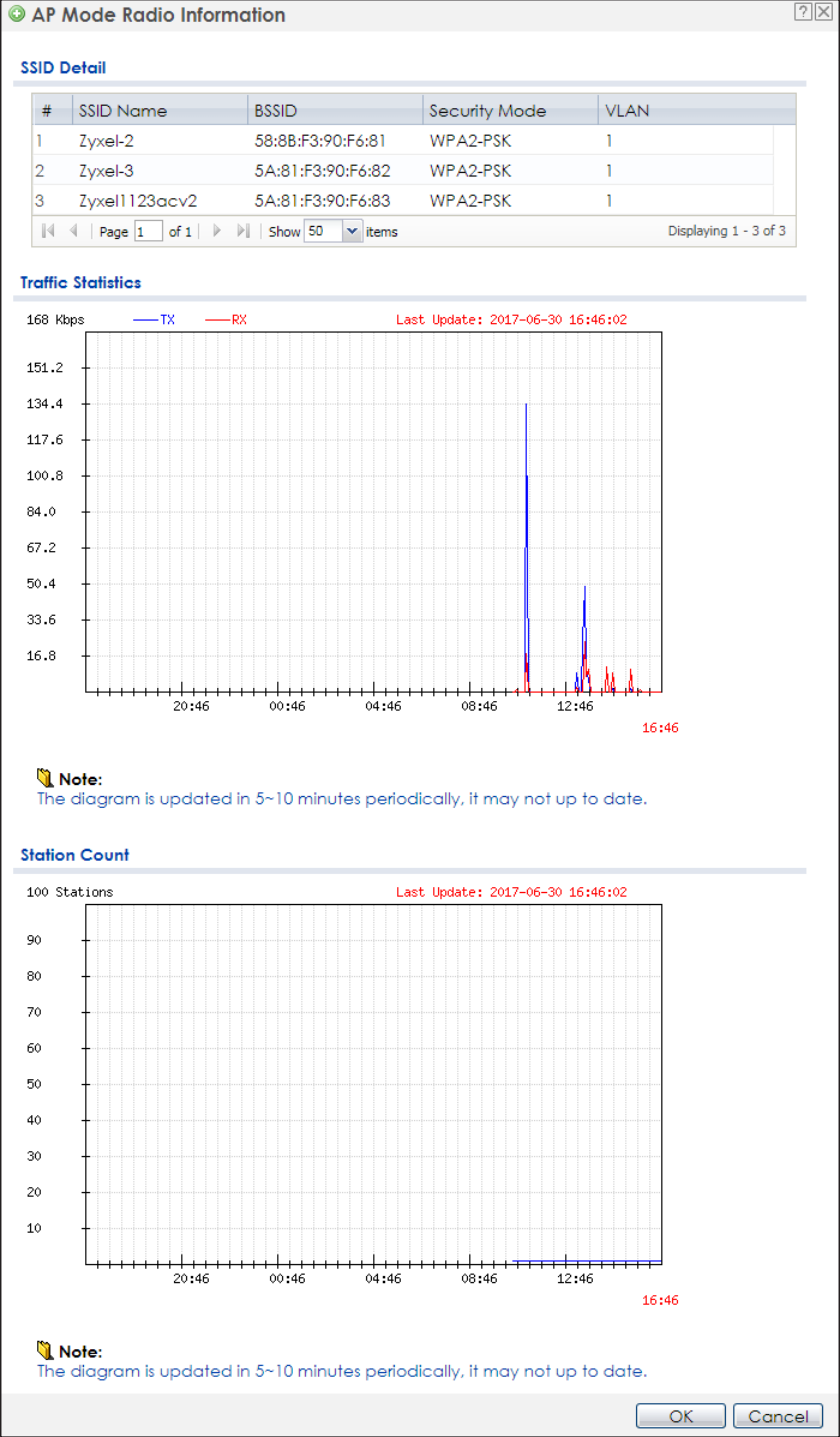 AP Mode Radio Information
SSID Detail
# SSID Name BSSID Security Mode VLAN
1 Zyxel-2 58:8B:F3:90:F6:81 WPA2-PSK 1
2 Zyxel-3 5A:81:F3:90:F6:82 WPA2-PSK 1
3 Zyxel1123acv2 5A:81:F3:90:F6:83 WPA2-PSK 1
Page 1 of 1 Show 50 items Displaying 1 - 3 of 3
Traffic Statistics
168 Kbps TX RX Last Update: 2017-06-30 16:46:02
151.2
134.4
117.6
100.8
84.0
67.2
50.4
33.6
16.8
20:46 00:46 04:46 08:46 12:46
16:46
Note:
The diagram is updated in 5~10 minutes periodically, it may not up to date.
Station Count
100 Stations Last Update: 2017-06-30 16:46:02
90
80
70
60
50
40
30
20
10
20:46 00:46 04:46 08:46 12:46
16:46
Note:
The diagram is updated in 5~10 minutes periodically, it may not up to date.
OK Cancel